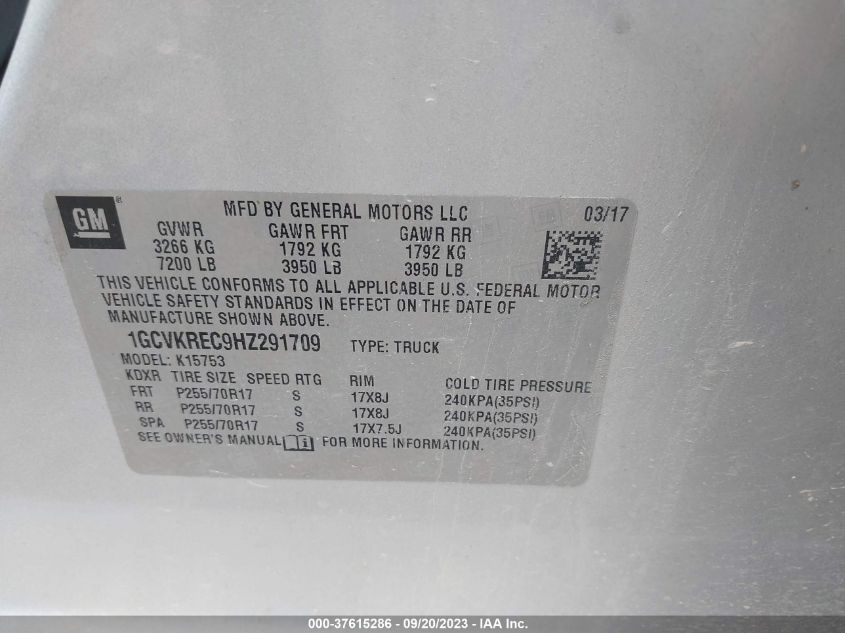 GM ®
MFD BY GENERAL MOTORS LLC 03/17
GVWR GAWR FRT GAWR RR
3266 KG 1792 KG 1792 KG
7200 LB 3950 LB 3950 LB
THIS VEHICLE CONFORMS TO ALL APPLICABLE U.S. FEDERAL MOTOR
VEHICLE SAFETY STANDARDS IN EFFECT ON THE DATE OF
MANUFACTURE SHOWN ABOVE.
1GCVKREC9HZ291709 TYPE: TRUCK
MODEL: K15753
KDXR TIRE SIZE SPEED RTG RIM COLD TIRE PRESSURE
FRT P255/70R17 S 17X8J 240KPA(35PSI)
RR P255/70R17 S 17X8J 240KPA(35PSI)
SPA P255/70R17 S 17X7.5J 240KPA(35PSI)
SEE OWNER'S MANUAL FOR MORE INFORMATION.
000-37615286 - 09/20/2023 - IAA Inc.